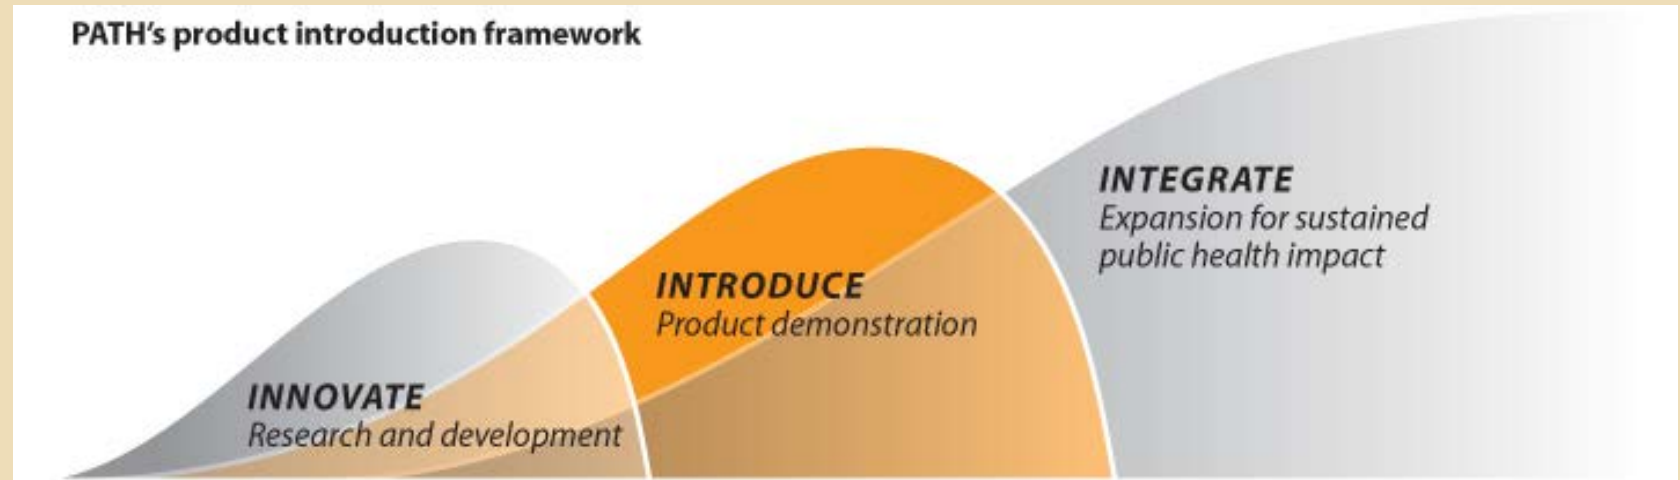 PATH's product introduction framework
INNOVATE
Research and development
INTRODUCE
Product demonstration
INTEGRATE
Expansion for sustained
public health impact